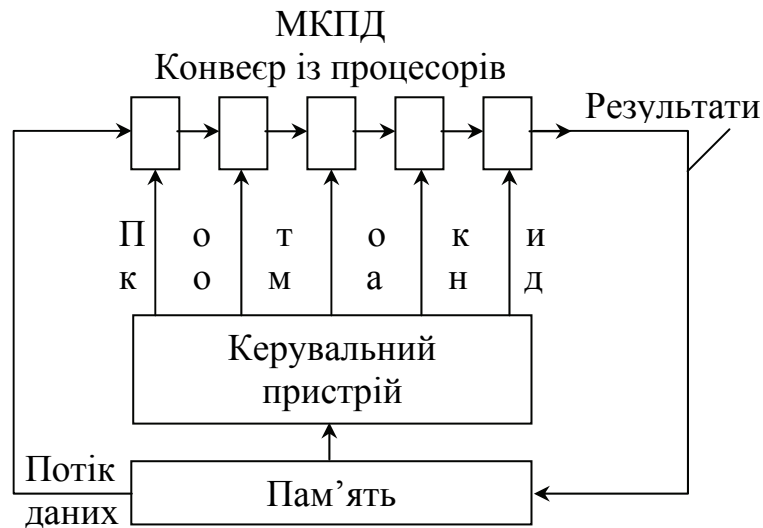 МКПД
Конвеєр із процесорів
Результати
П о т о к и
к о м а н д
Керувальний
пристрій
Потік
даних
Пам’ять